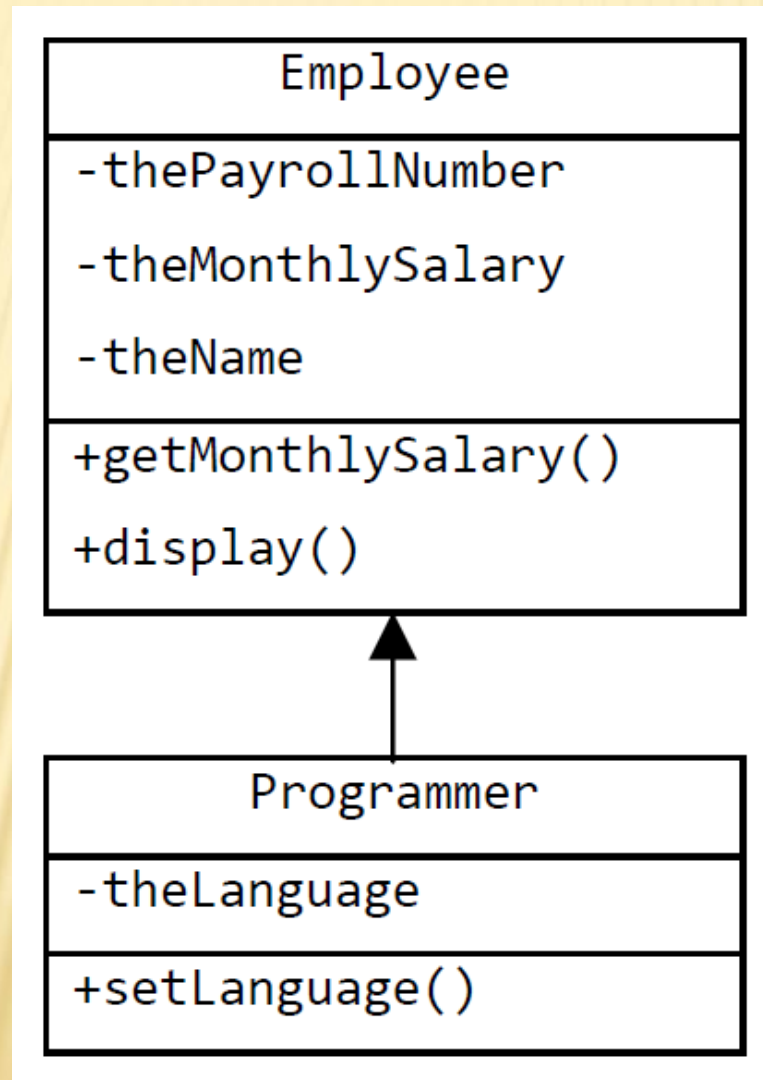 Employee
-thePayrollNumber
-theMonthlySalary
-theName
+getMonthlySalary()
+display()
Programmer
-theLanguage
+setLanguage()